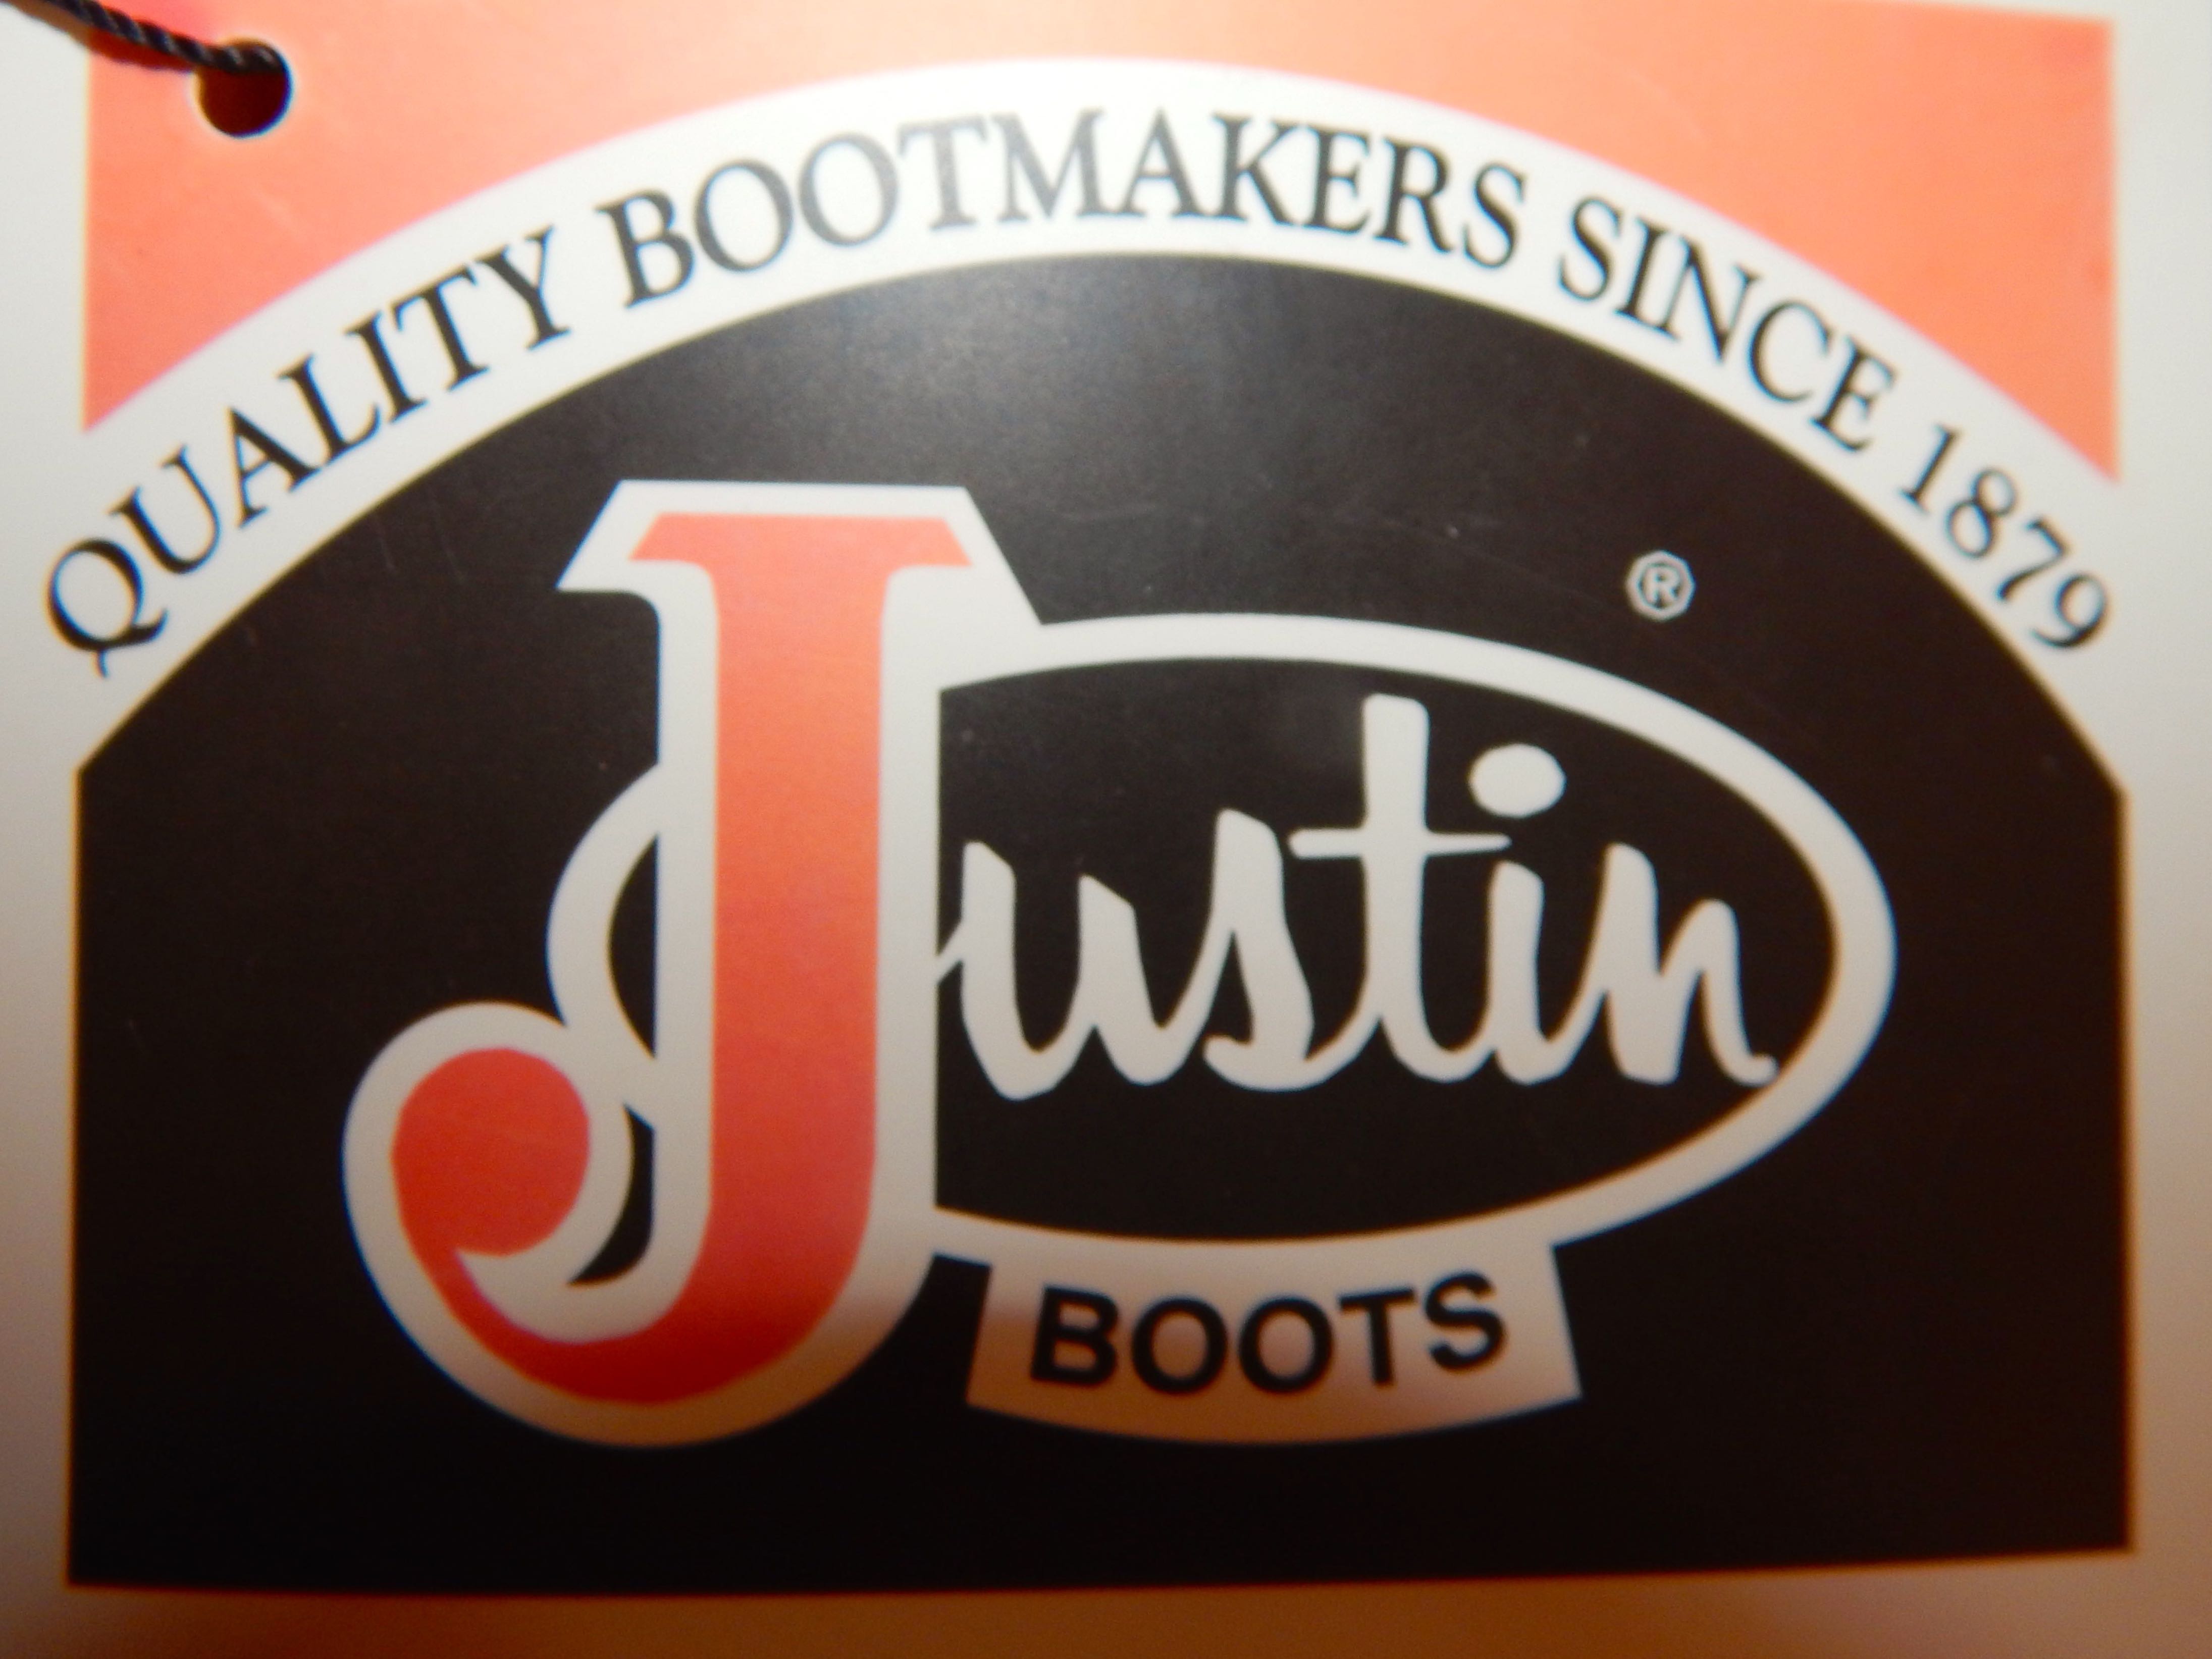 QUALITY BOOTMAKERS SINCE 1879
®
Justin
BOOTS